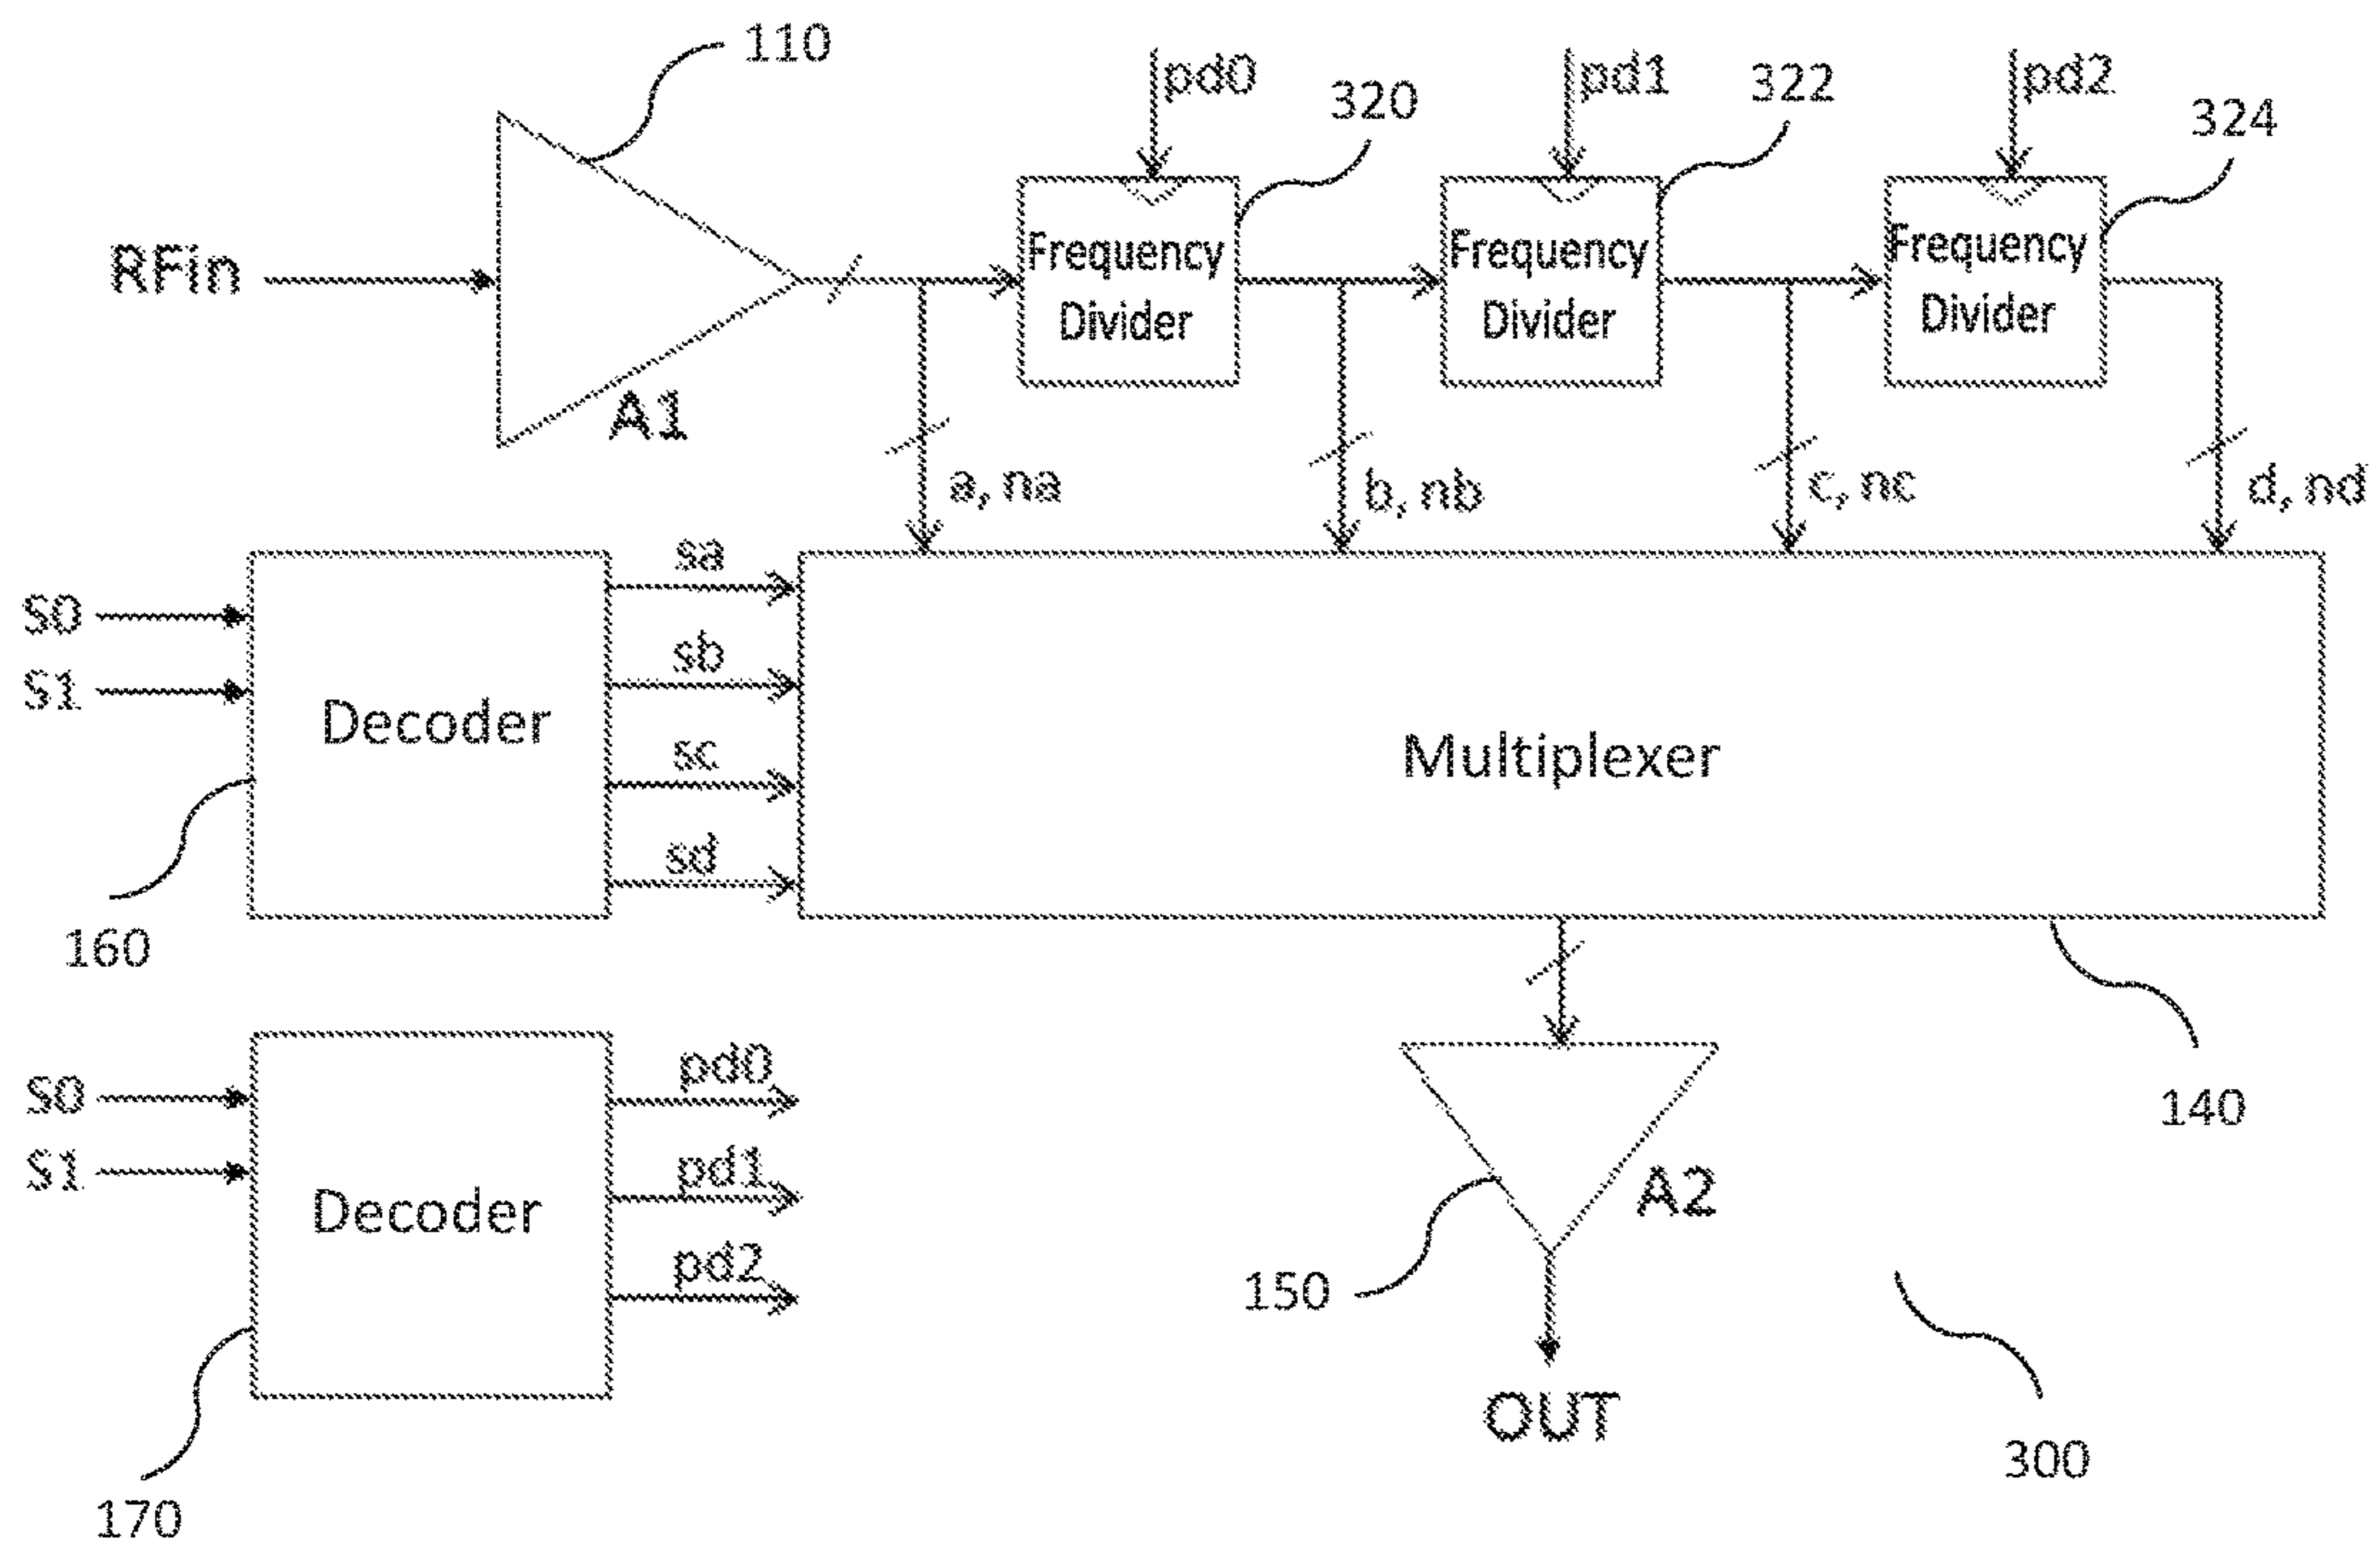 110
pd0
320
pd1
322
pd2
324
RFin
A1
Frequency
Divider
Frequency
Divider
Frequency
Divider
a, na
b, nb
c, nc
d, nd
S0
S1
Decoder
160
sa
sb
sc
sd
Multiplexer
140
S0
S1
Decoder
170
pd0
pd1
pd2
A2
150
OUT
300